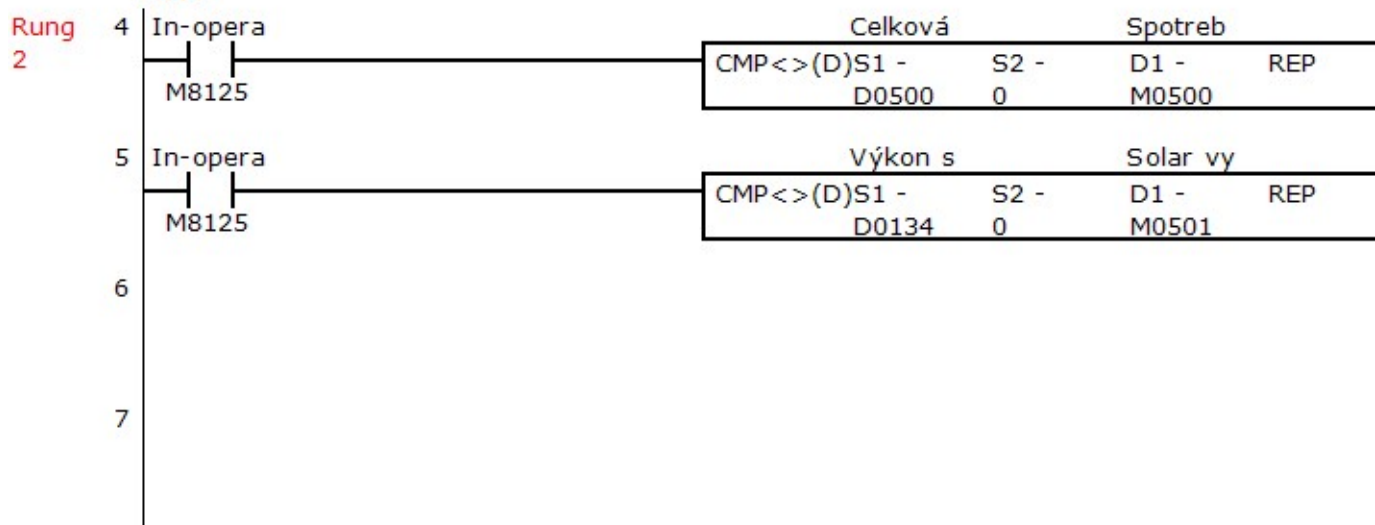 Rung 4 In-opera Celková Spotreb
2 CMP<>(D) S1 - S2 - D1 - REP
M8125 D0500 0 M0500
5 In-opera Výkon s Solar vy
CMP<>(D) S1 - S2 - D1 - REP
M8125 D0134 0 M0501
6
7